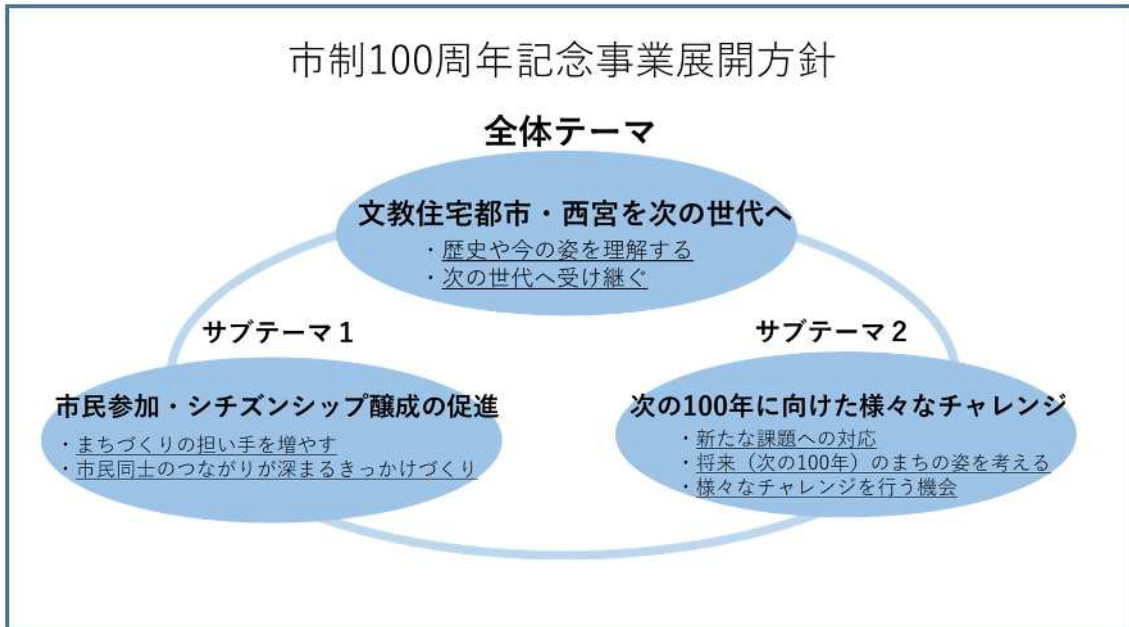 市制100周年記念事業展開方針
全体テーマ
文教住宅都市・西宮を次の世代へ
・歴史や今の姿を理解する
・次の世代へ受け継ぐ
サブテーマ１
市民参加・シチズンシップ醸成の促進
・まちづくりの担い手を増やす
・市民同士のつながりが深まるきっかけづくり
サブテーマ２
次の100年に向けた様々なチャレンジ
・新たな課題への対応
・将来（次の100年）のまちの姿を考える
・様々なチャレンジを行う機会